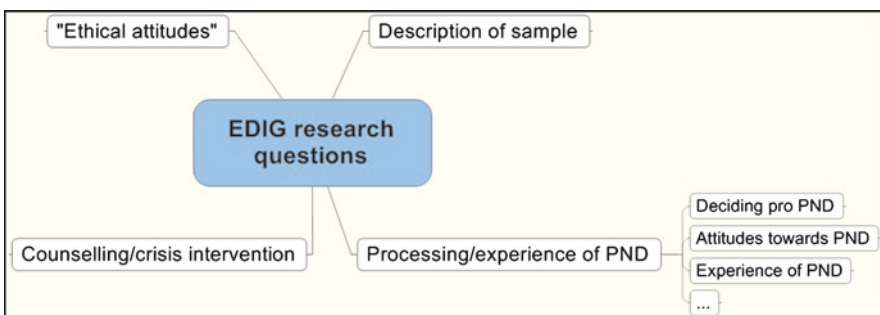 "Ethical attitudes"
Description of sample
EDIG research
questions
Counselling/crisis intervention
Processing/experience of PND
Deciding pro PND
Attitudes towards PND
Experience of PND
...